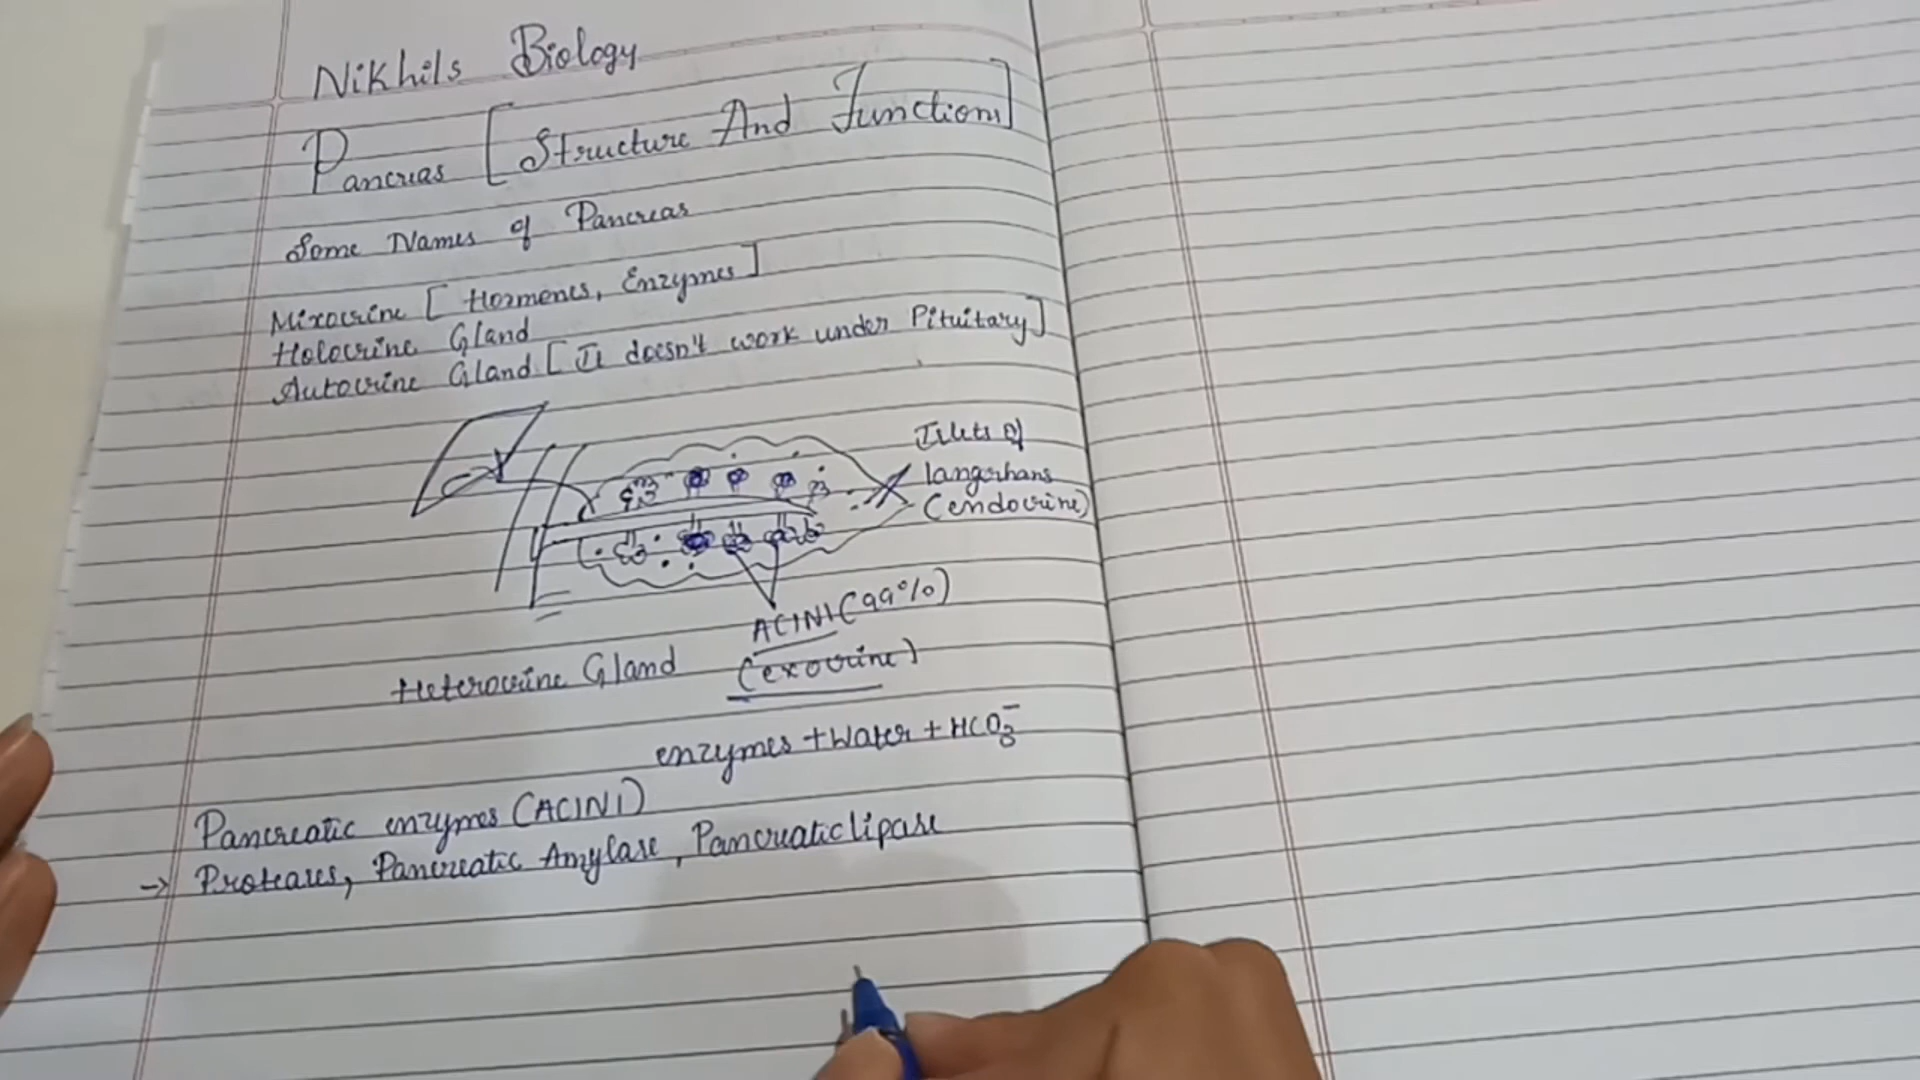 Nikhils Biology
Pancreas [Structure And Functions]
Some Names of Pancreas
Mixocrine [Hormones, Enzymes]
Holocrine Gland
Autocrine Gland [It doesn't work under Pituitary]
Islets of
langerhans
(endocrine)
ACINI (99%)
Heterocrine Gland (exocrine)
enzymes + Water + HCO₃⁻
Pancreatic enzymes (ACINI)
→ Proteases, Pancreatic Amylase, Pancreatic lipase